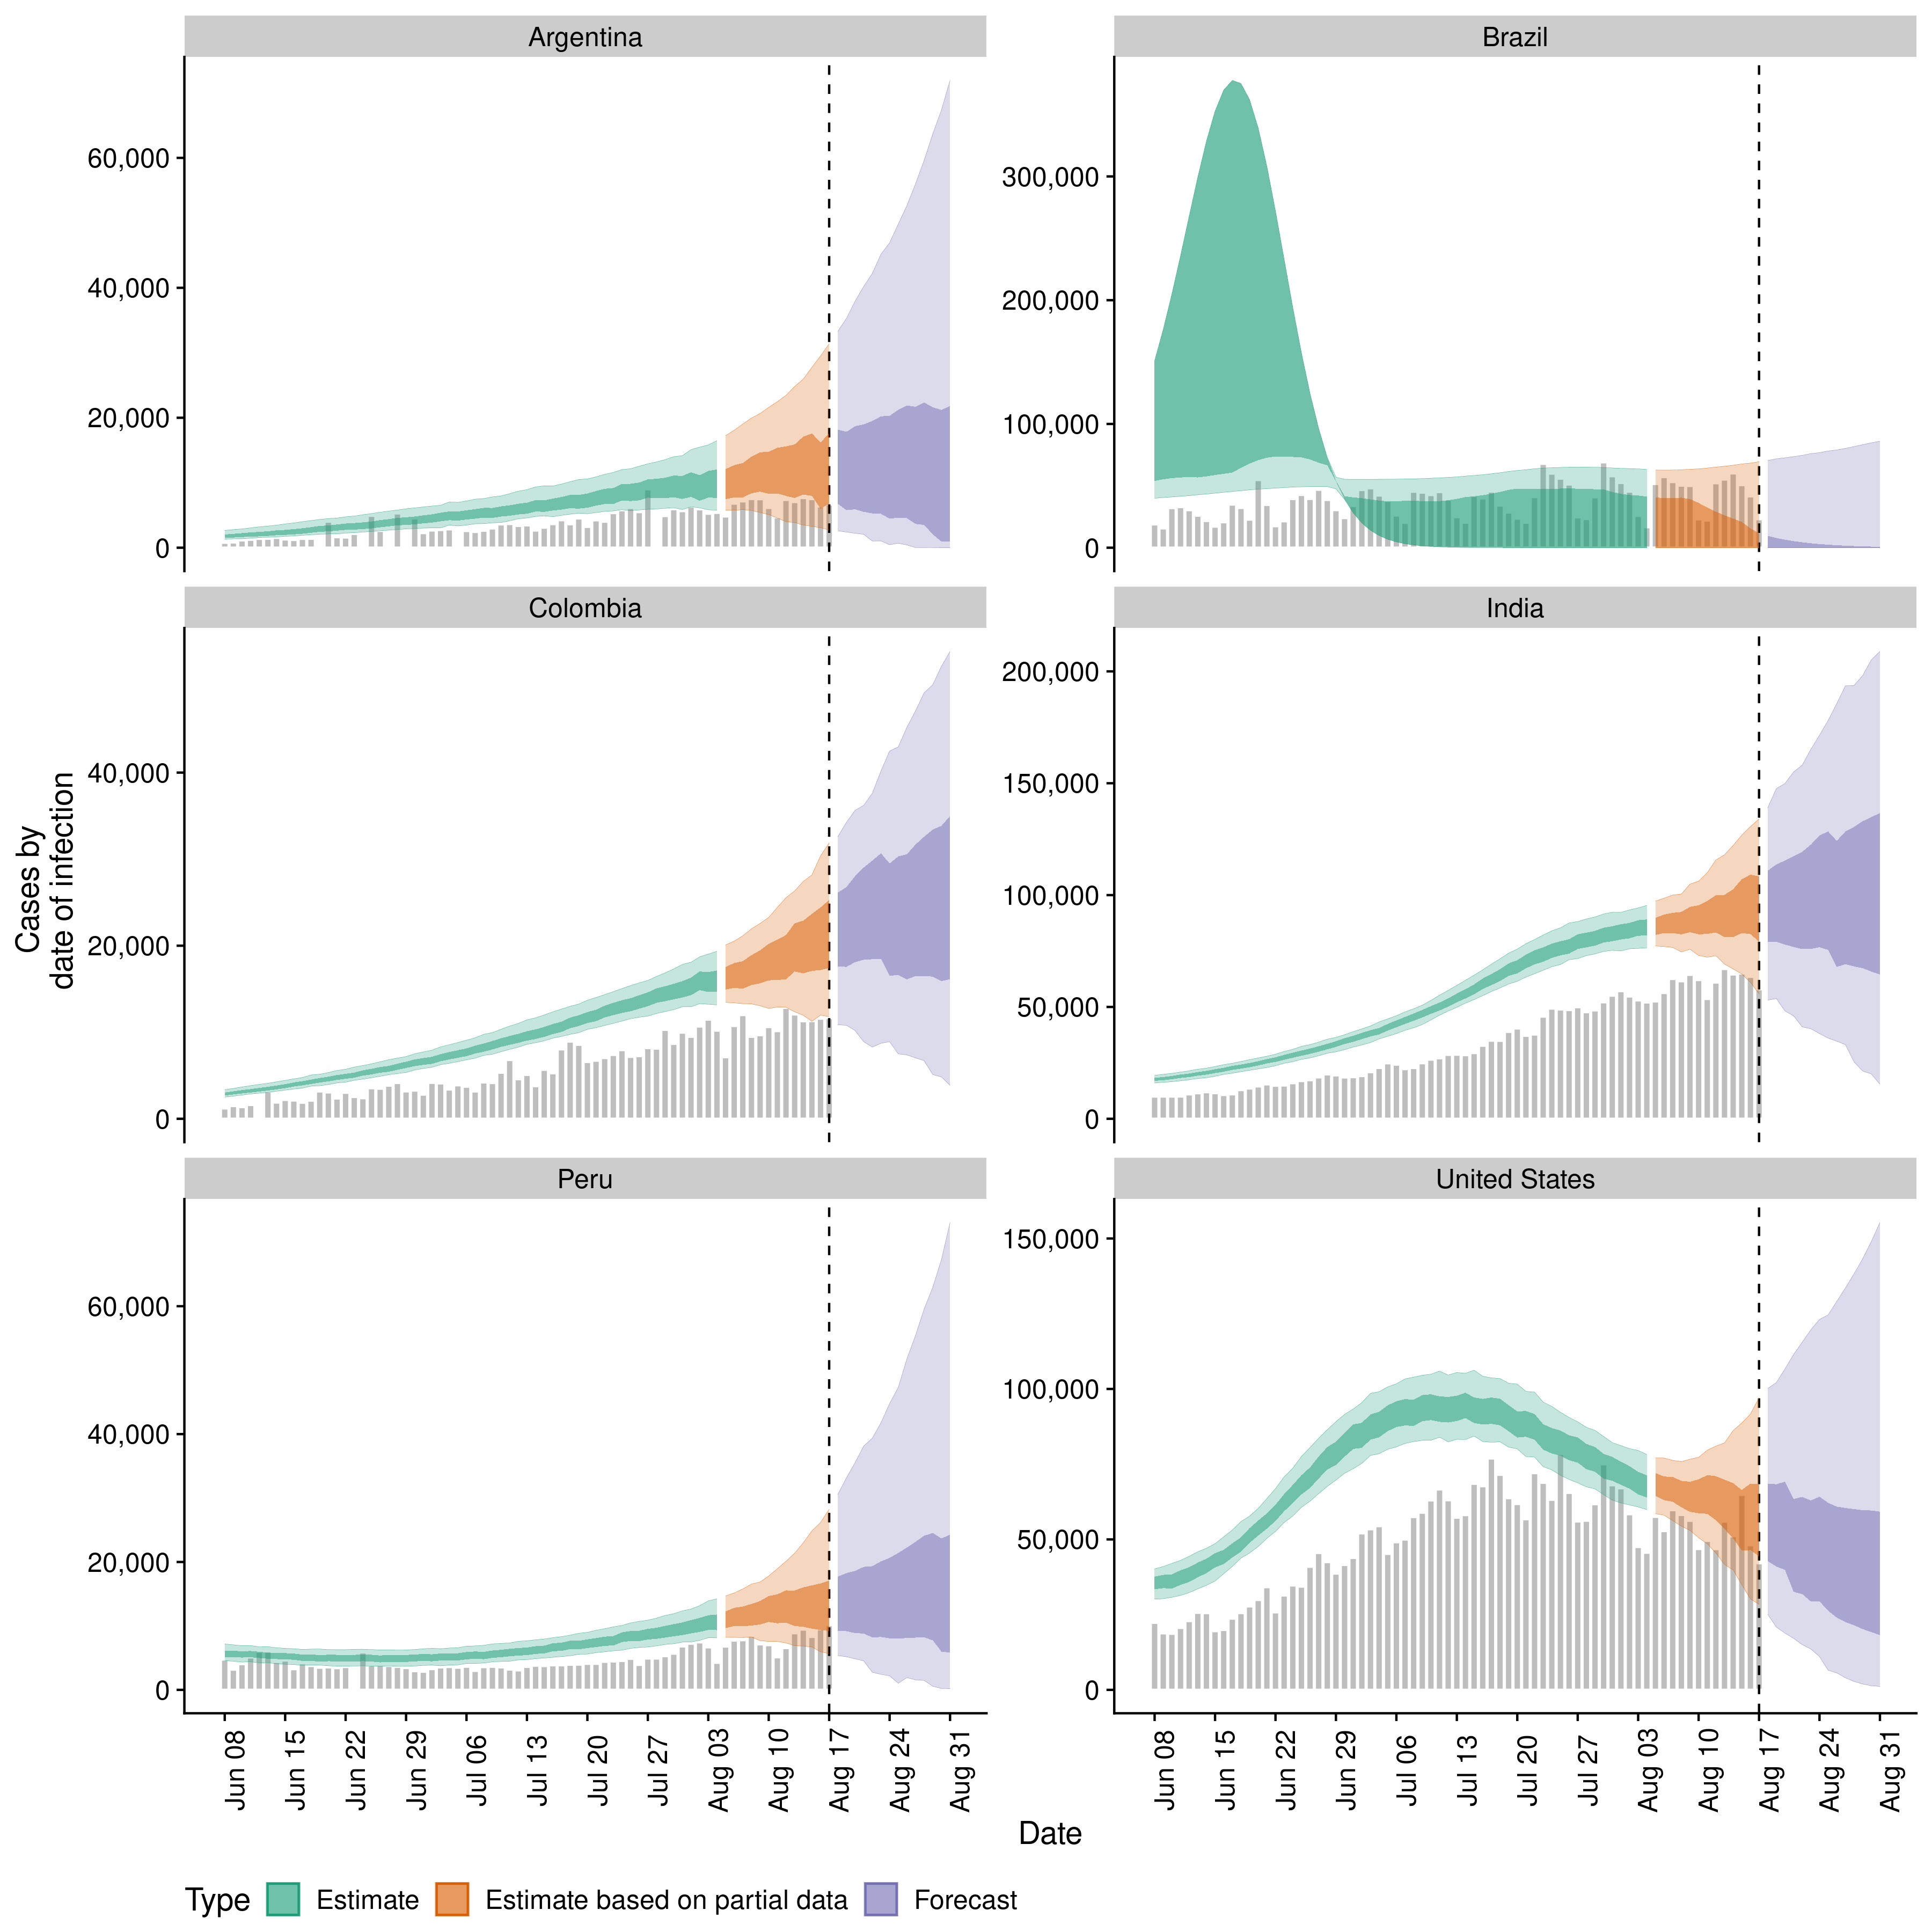 Argentina
Brazil
60,000
40,000
20,000
0
300,000
200,000
100,000
0
Colombia
India
40,000
20,000
0
200,000
150,000
100,000
50,000
0
Peru
United States
60,000
40,000
20,000
0
150,000
100,000
50,000
0
Cases by
date of infection
Jun 08
Jun 15
Jun 22
Jun 29
Jul 06
Jul 13
Jul 20
Jul 27
Aug 03
Aug 10
Aug 17
Aug 24
Aug 31
Jun 08
Jun 15
Jun 22
Jun 29
Jul 06
Jul 13
Jul 20
Jul 27
Aug 03
Aug 10
Aug 17
Aug 24
Aug 31
Date
Type Estimate Estimate based on partial data Forecast